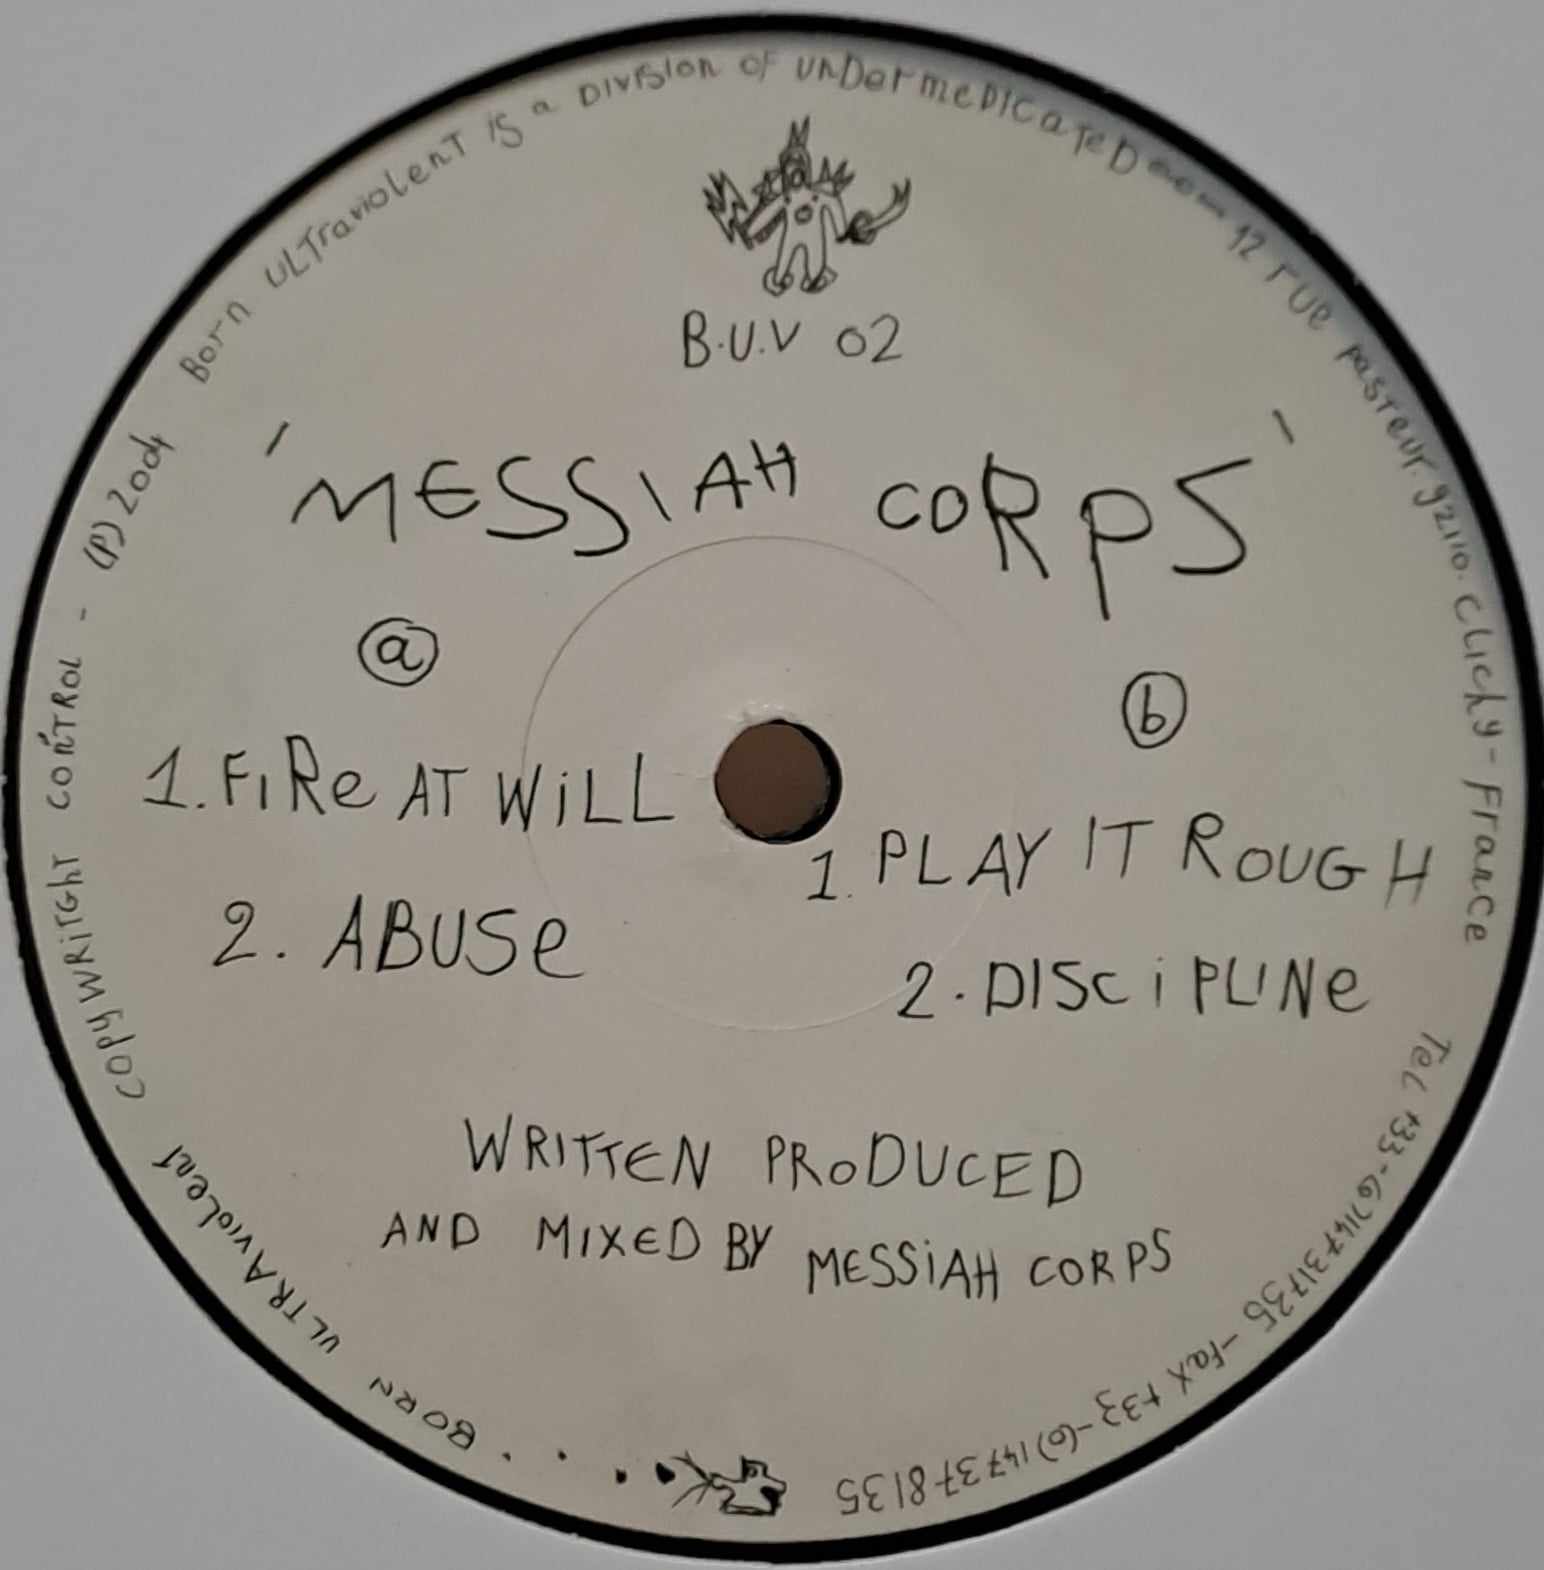 Born ULTraviolenT is a Division of unDermeDicaTeD
12 rue pasteur. 92110. Clichy - France
Tel +33-(0)14731735 - Fax +33-(0)147378135
B.U.V 02
'MESSIAH CORPS'
a
1. FiRe AT WiLL
2. ABUSe
b
1. PLAY IT ROUGH
2. DISCiPLINe
WRITTEN PRODUCED
AND MIXED BY MESSiAH CORPS
BORN ULTRAviolenT
COPYWRiTGhT CONTROL - (P) 2004